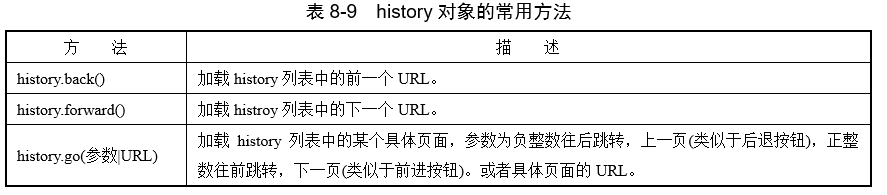 表 8-9 history 对象的常用方法
方 法 描 述
history.back() 加载 history 列表中的前一个 URL。
history.forward() 加载 histroy 列表中的下一个 URL。
加载 history 列表中的某个具体页面，参数为负整数往后跳转，上一页(类似于后退按钮)，正整
history.go(参数|URL)
数往前跳转，下一页(类似于前进按钮)。或者具体页面的 URL。